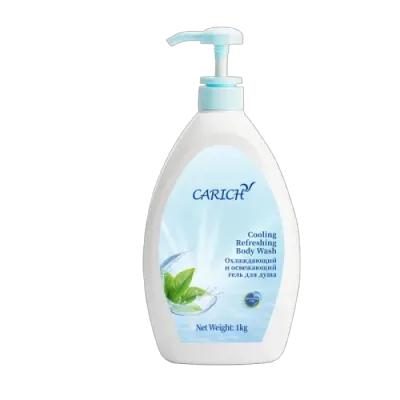 CARICH
Cooling
Refreshing
Body Wash
Охлаждающий
и освежающий
гель для душа
Net Weight: 1kg